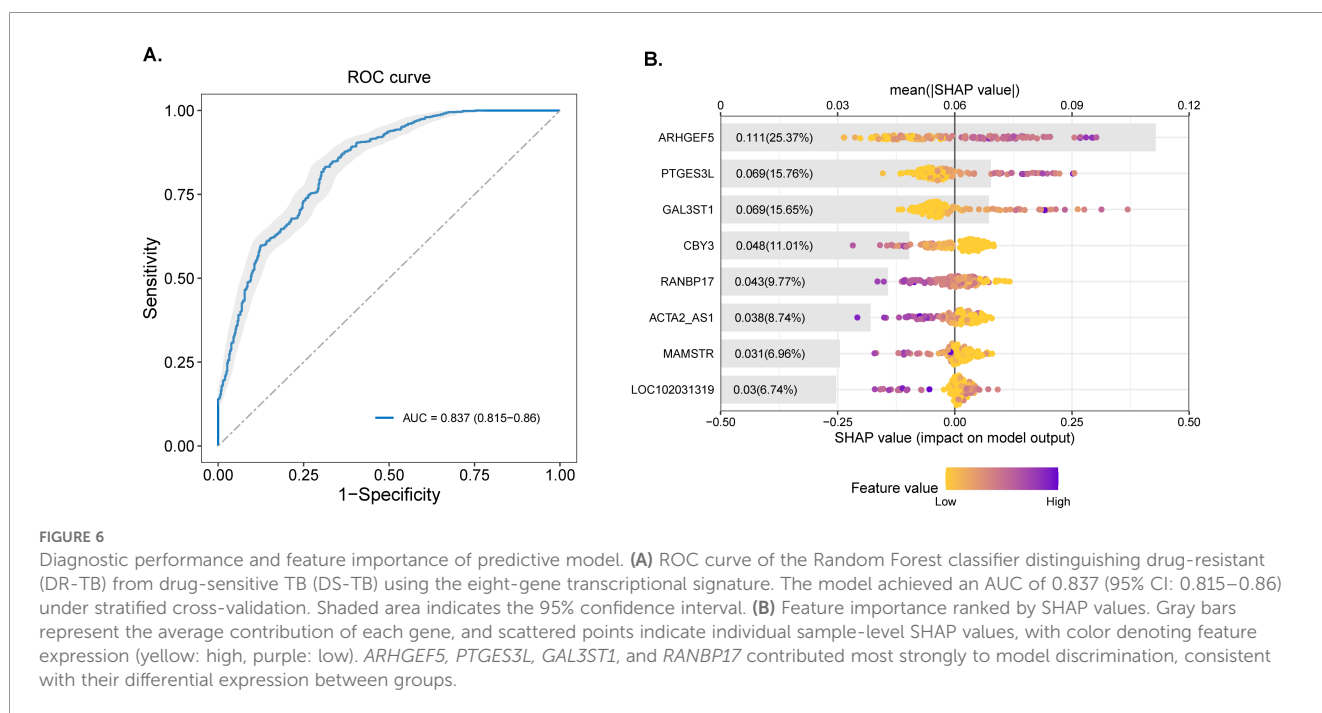 A.
ROC curve
1.00
0.75
0.50
0.25
0.00
Sensitivity
AUC = 0.837 (0.815−0.86)
0.00 0.25 0.50 0.75 1.00
1−Specificity
B.
mean(|SHAP value|)
0 0.03 0.06 0.09 0.12
ARHGEF5 0.111(25.37%)
PTGES3L 0.069(15.76%)
GAL3ST1 0.069(15.65%)
CBY3 0.048(11.01%)
RANBP17 0.043(9.77%)
ACTA2_AS1 0.038(8.74%)
MAMSTR 0.031(6.96%)
LOC102031319 0.03(6.74%)
−0.50 −0.25 0.00 0.25 0.50
SHAP value (impact on model output)
Feature value
Low High
FIGURE 6
Diagnostic performance and feature importance of predictive model. (A) ROC curve of the Random Forest classifier distinguishing drug-resistant
(DR-TB) from drug-sensitive TB (DS-TB) using the eight-gene transcriptional signature. The model achieved an AUC of 0.837 (95% CI: 0.815–0.86)
under stratified cross-validation. Shaded area indicates the 95% confidence interval. (B) Feature importance ranked by SHAP values. Gray bars
represent the average contribution of each gene, and scattered points indicate individual sample-level SHAP values, with color denoting feature
expression (yellow: high, purple: low). ARHGEF5, PTGES3L, GAL3ST1, and RANBP17 contributed most strongly to model discrimination, consistent
with their differential expression between groups.